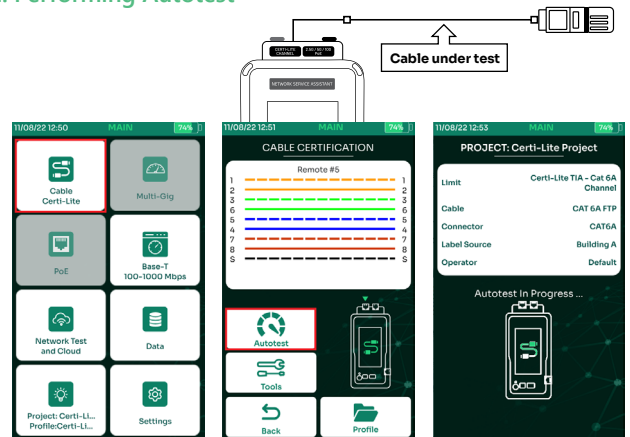 Performing Autotest
CERTI-LITE
CHANNEL
2.5G / 5G / 10G
PoE
Cable under test
NETWORK SERVICE ASSISTANT
11/08/22 12:50 MAIN 74%
Cable
Certi-Lite
Multi-Gig
PoE
Base-T
100-1000 Mbps
Network Test
and Cloud
Data
Project: Certi-Li...
Profile:Certi-Li...
Settings
11/08/22 12:51 MAIN 74%
CABLE CERTIFICATION
Remote #5
1 1
2 2
3 3
6 6
5 5
4 4
7 7
8 8
S S
Autotest
Tools
Back
Profile
11/08/22 12:53 MAIN 74%
PROJECT: Certi-Lite Project
Limit Certi-Lite TIA - Cat 6A
Channel
Cable CAT 6A FTP
Connector CAT6A
Label Source Building A
Operator Default
Autotest In Progress ...